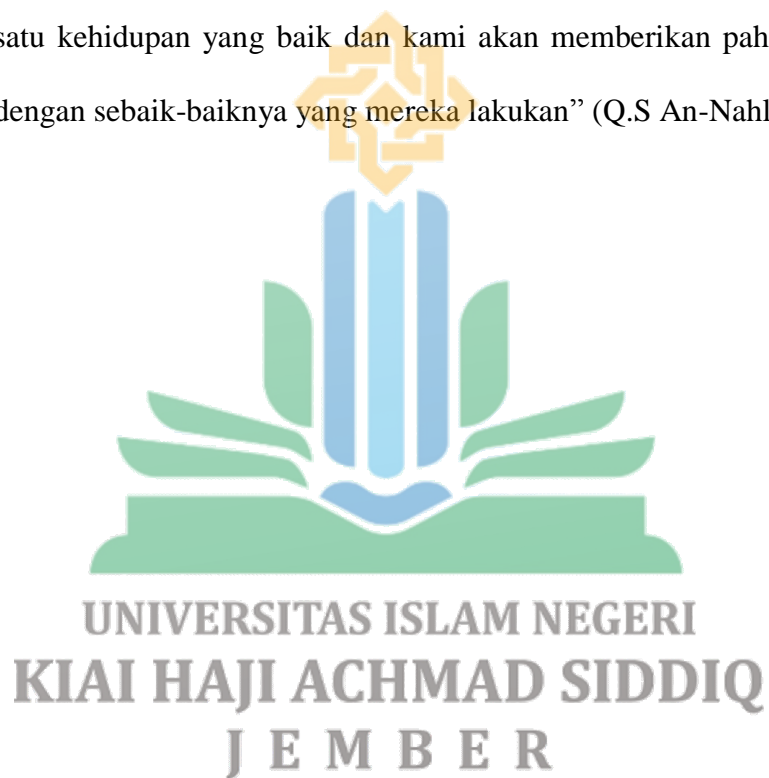 satu kehidupan yang baik dan kami akan memberikan pah
dengan sebaik-baiknya yang mereka lakukan” (Q.S An-Nahl
UNIVERSITAS ISLAM NEGERI
KIAI HAJI ACHMAD SIDDIQ
JEMBER